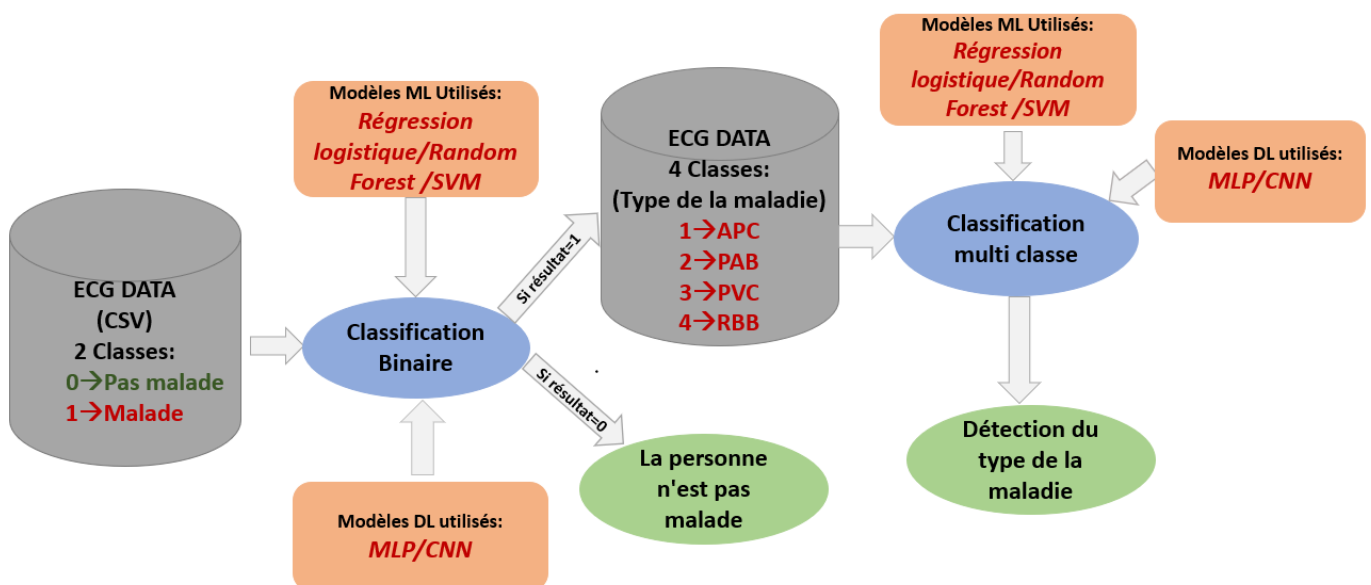 ECG DATA
(CSV)
2 Classes:
0→Pas malade
1→Malade
Modèles ML Utilisés:
Régression
logistique/Random
Forest /SVM
Classification
Binaire
Modèles DL utilisés:
MLP/CNN
Si résultat=1
Si résultat=0
La personne
n'est pas
malade
ECG DATA
4 Classes:
(Type de la maladie)
1→APC
2→PAB
3→PVC
4→RBB
Modèles ML Utilisés:
Régression
logistique/Random
Forest /SVM
Modèles DL utilisés:
MLP/CNN
Classification
multi classe
Détection du
type de la
maladie